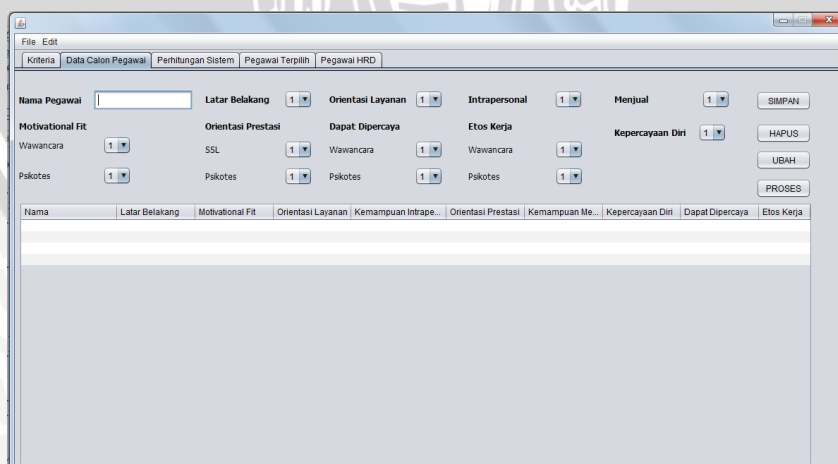 File Edit
Kriteria Data Calon Pegawai Perhitungan Sistem Pegawai Terpilih Pegawai HRD
Nama Pegawai Latar Belakang 1 Orientasi Layanan 1 Intrapersonal 1 Menjual 1 SIMPAN
Motivational Fit Orientasi Prestasi Dapat Dipercaya Etos Kerja Kepercayaan Diri 1 HAPUS
Wawancara 1 SSL 1 Wawancara 1 Wawancara 1 UBAH
Psikotes 1 Psikotes 1 Psikotes 1 Psikotes 1 PROSES
Nama Latar Belakang Motivational Fit Orientasi Layanan Kemampuan Intrape... Orientasi Prestasi Kemampuan Me... Kepercayaan Diri Dapat Dipercaya Etos Kerja